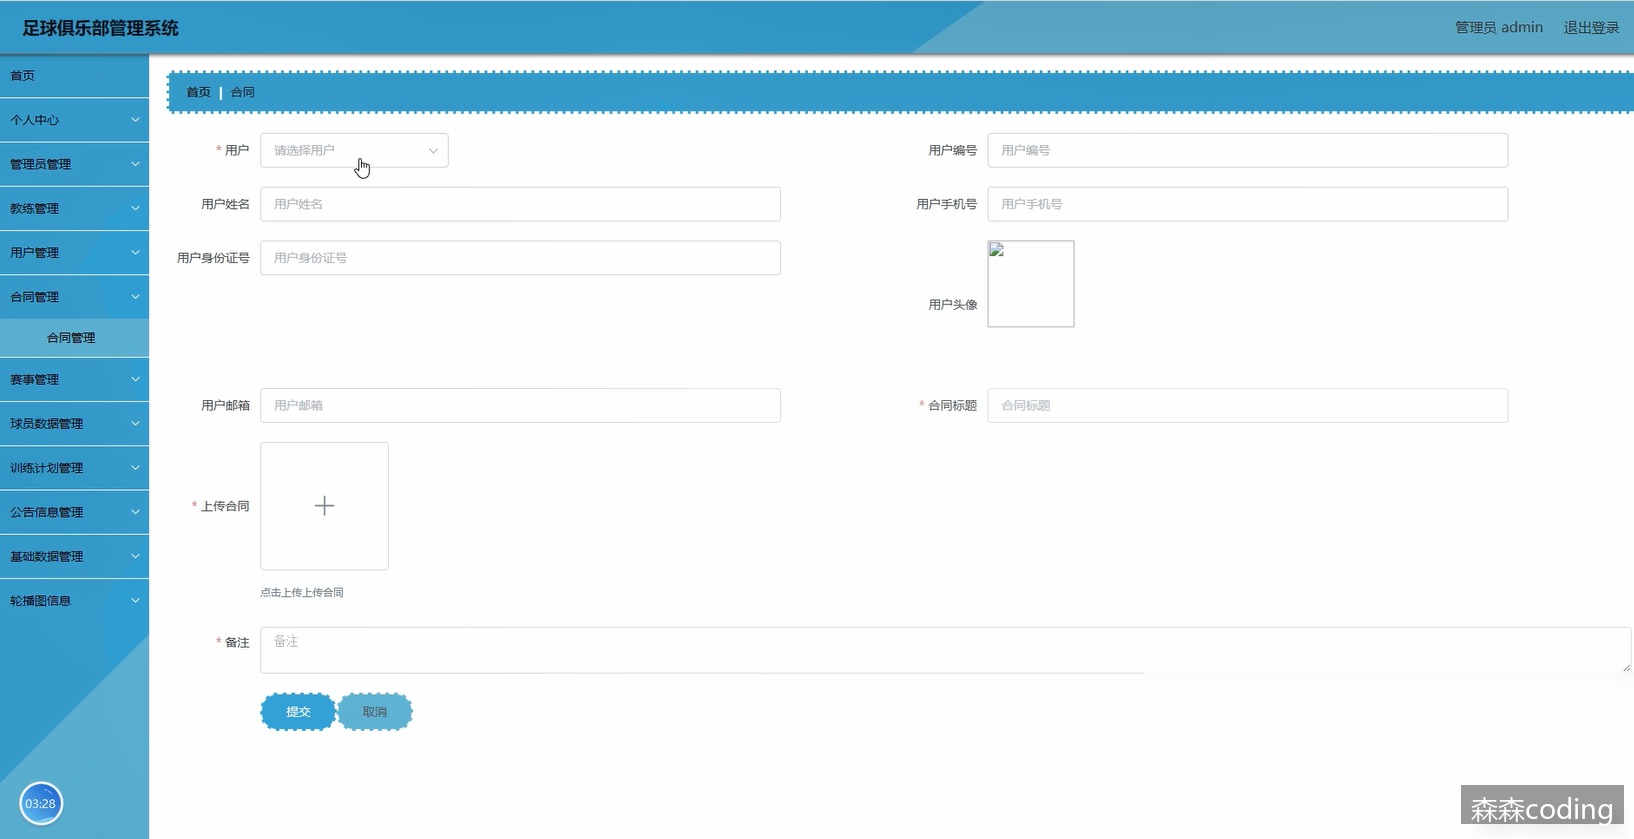 足球俱乐部管理系统
管理员 admin
退出登录
首页
个人中心
管理员管理
教练管理
用户管理
合同管理
合同管理
赛事管理
球员数据管理
训练计划管理
公告信息管理
基础数据管理
轮播图信息
03:28
首页 | 合同
* 用户 请选择用户
用户编号 用户编号
用户姓名 用户姓名
用户手机号 用户手机号
用户身份证号 用户身份证号
用户头像
用户邮箱 用户邮箱
* 合同标题 合同标题
* 上传合同
点击上传上传合同
* 备注 备注
提交 取消
森森coding